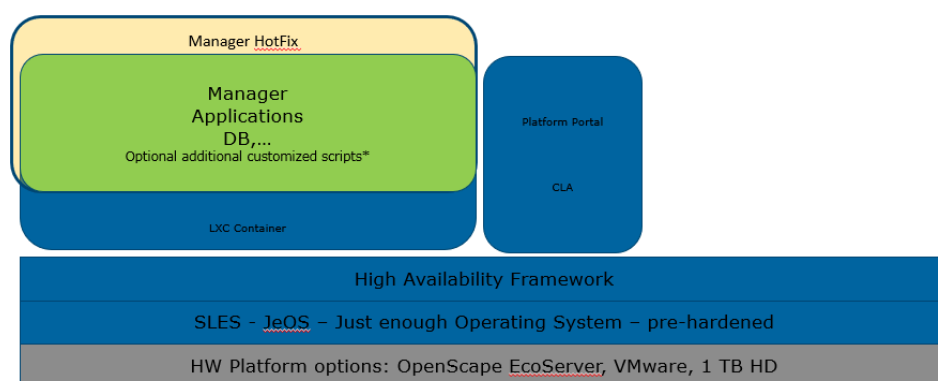 Manager HotFix
Manager
Applications
DB,...
Optional additional customized scripts*
LXC Container
Platform Portal
CLA
High Availability Framework
SLES - JeOS – Just enough Operating System – pre-hardened
HW Platform options: OpenScape EcoServer, VMware, 1 TB HD